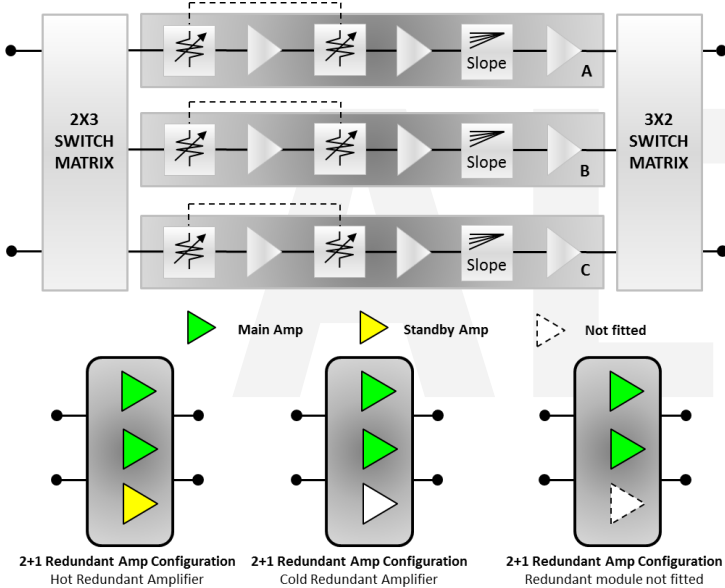 2X3
SWITCH
MATRIX
Slope
A
Slope
B
Slope
C
3X2
SWITCH
MATRIX
Main Amp
Standby Amp
Not fitted
2+1 Redundant Amp Configuration
Hot Redundant Amplifier
2+1 Redundant Amp Configuration
Cold Redundant Amplifier
2+1 Redundant Amp Configuration
Redundant module not fitted